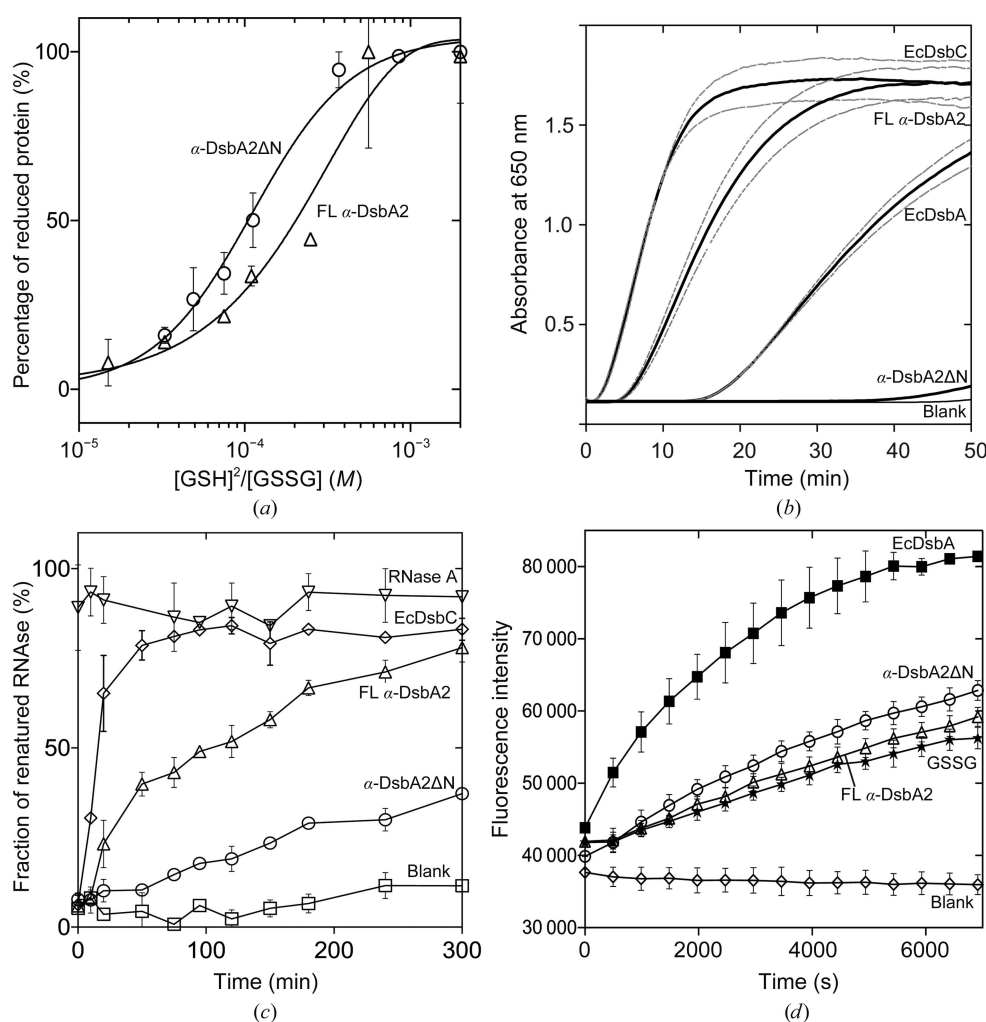 100
50
0
Percentage of reduced protein (%)
α-DsbA2ΔN
FL α-DsbA2
10⁻⁵
10⁻⁴
10⁻³
[GSH]²/[GSSG] (M)
(a)
1.5
1.0
0.5
Absorbance at 650 nm
EcDsbC
FL α-DsbA2
EcDsbA
α-DsbA2ΔN
Blank
0 10 20 30 40 50
Time (min)
(b)
100
50
0
Fraction of renatured RNAse (%)
RNase A
EcDsbC
FL α-DsbA2
α-DsbA2ΔN
Blank
0 100 200 300
Time (min)
(c)
80 000
70 000
60 000
50 000
40 000
30 000
Fluorescence intensity
EcDsbA
α-DsbA2ΔN
GSSG
FL α-DsbA2
Blank
0 2000 4000 6000
Time (s)
(d)